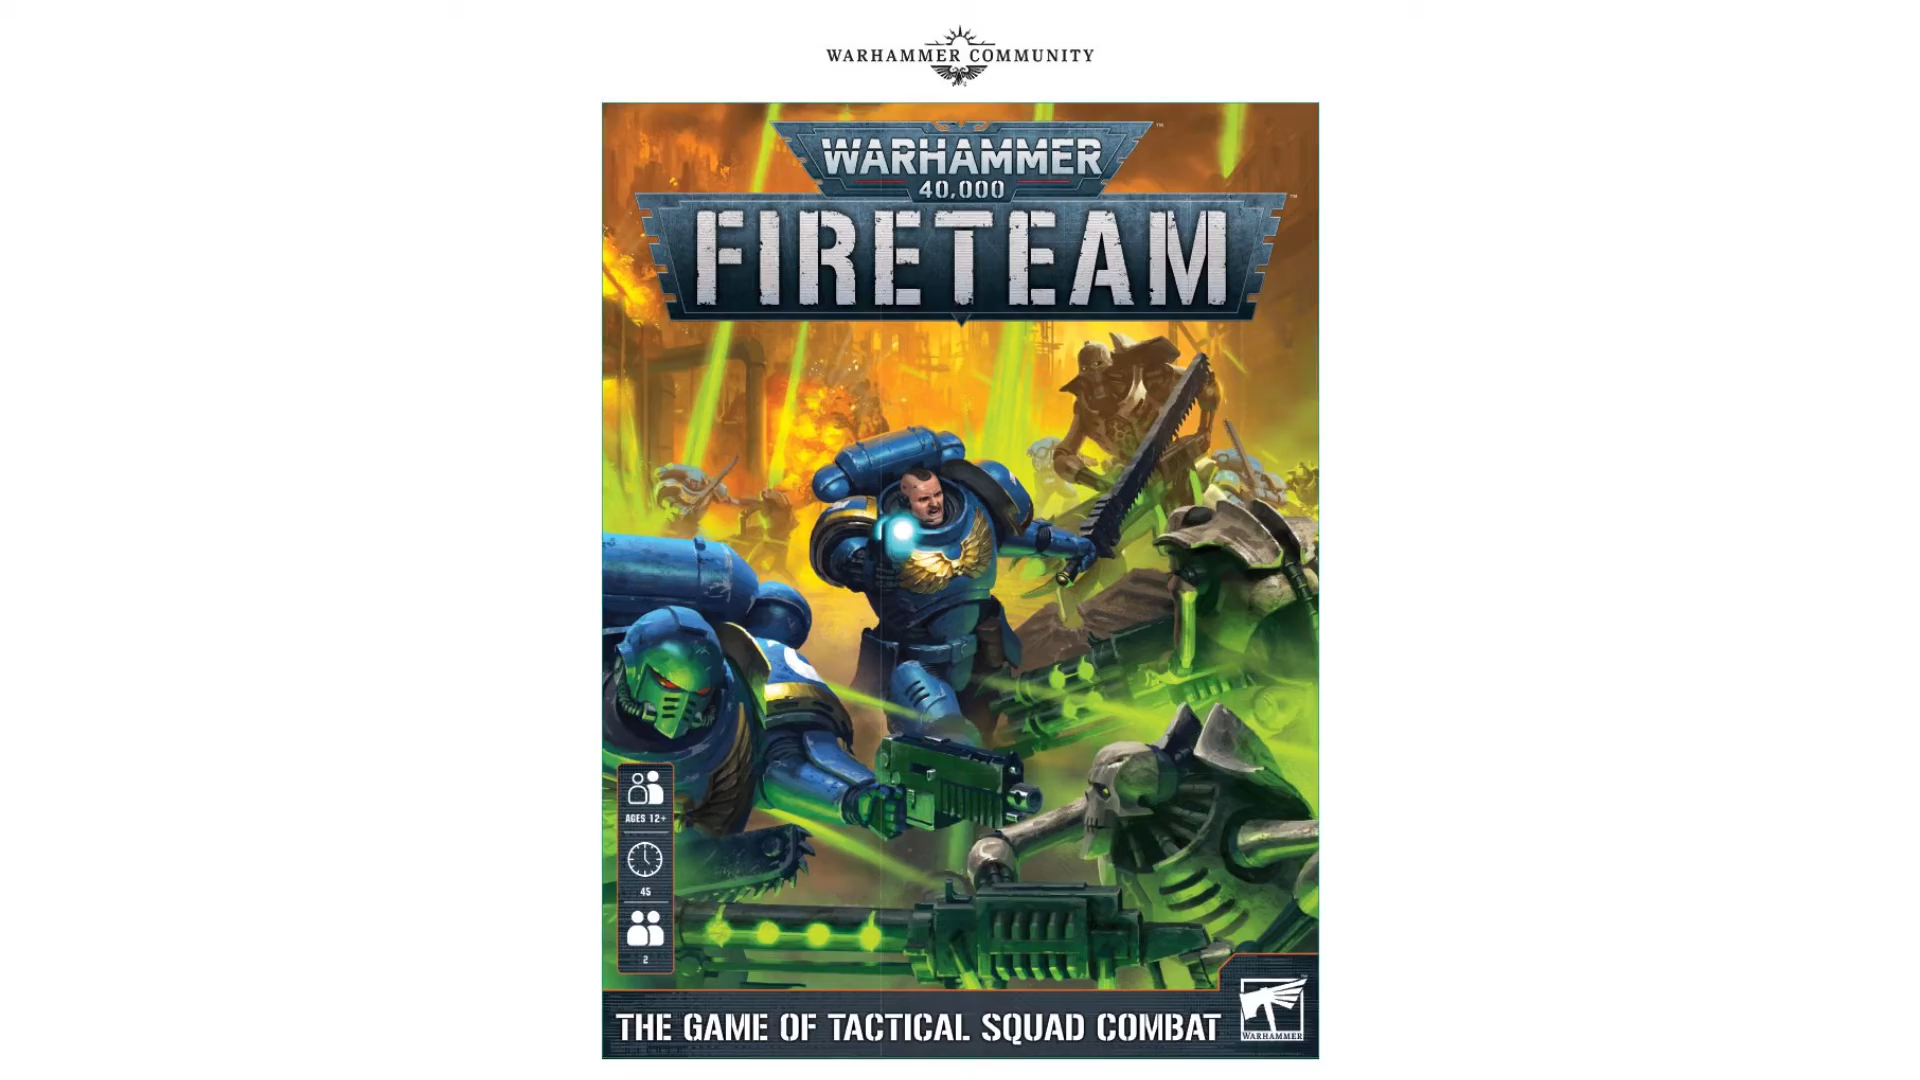 WARHAMMER COMMUNITY
WARHAMMER
40,000
FIRETEAM
AGES 12+
45
2
THE GAME OF TACTICAL SQUAD COMBAT
WARHAMMER